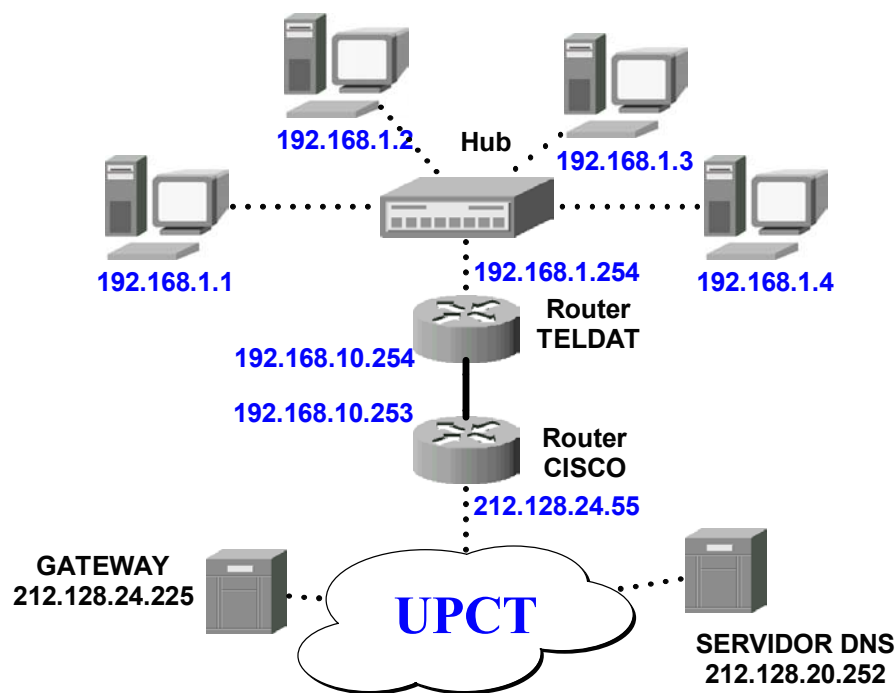 192.168.1.2
Hub
192.168.1.3
192.168.1.1
192.168.1.4
192.168.1.254
Router
TELDAT
192.168.10.254
192.168.10.253
Router
CISCO
212.128.24.55
GATEWAY
212.128.24.225
UPCT
SERVIDOR DNS
212.128.20.252